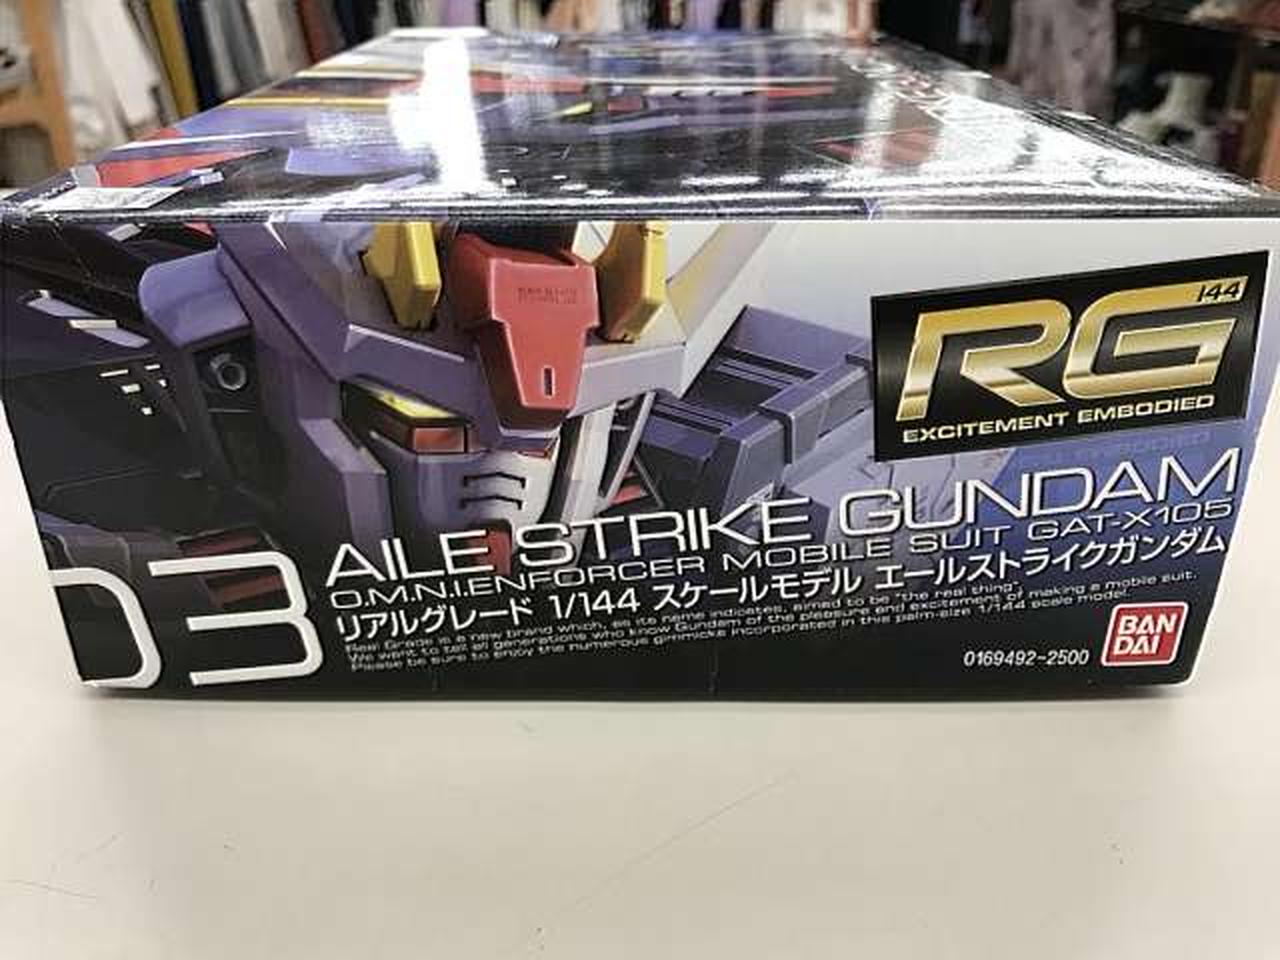 144
RG
EXCITEMENT EMBODIED
03
AILE STRIKE GUNDAM
O.M.N.I.ENFORCER MOBILE SUIT GAT-X105
リアルグレード 1/144 スケールモデル エールストライクガンダム
Real Grade is a new brand which, as its name indicates, aimed to be "the real thing".
We want to tell all generations who know Gundam of the pleasure and excitement of making a mobile suit.
Please be sure to enjoy the numerous gimmicks incorporated in this palm-size 1/144 scale model.
0169492-2500
BAN
DAI